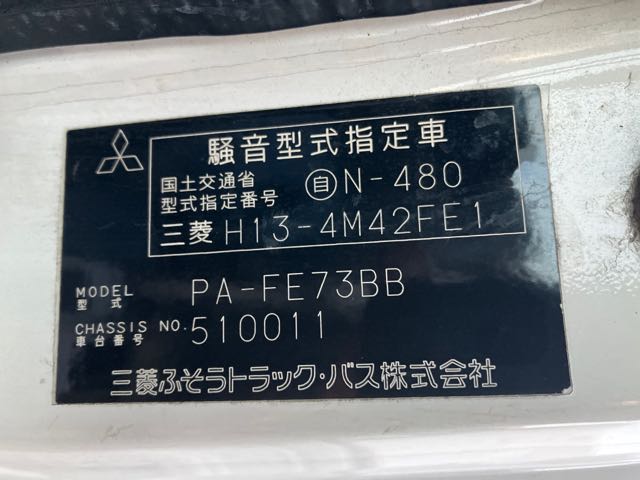 騒音型式指定車
国土交通省
型式指定番号 自N-480
三菱 H13-4M42FE1
MODEL
型式 PA-FE73BB
CHASSIS NO.
車台番号 510011
三菱ふそうトラック・バス株式会社